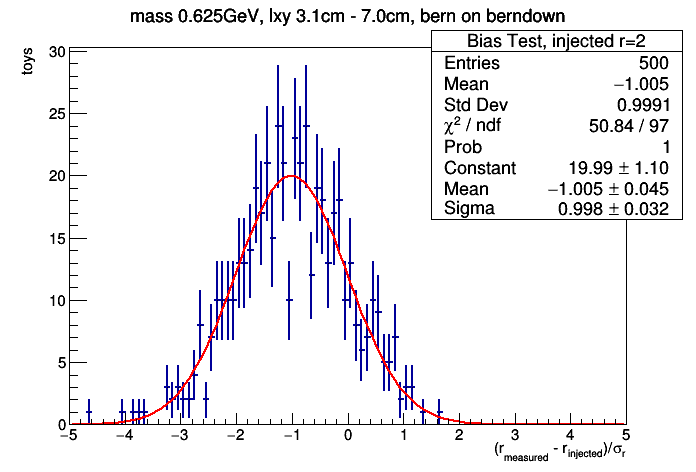 mass 0.625GeV, lxy 3.1cm - 7.0cm, bern on berndown
toys
Bias Test, injected r=2
Entries 500
Mean −1.005
Std Dev 0.9991
χ² / ndf 50.84 / 97
Prob 1
Constant 19.99 ± 1.10
Mean −1.005 ± 0.045
Sigma 0.998 ± 0.032
30
25
20
15
10
5
0
−5 −4 −3 −2 −1 0 1 2 3 4 5
(r_measured - r_injected)/σ_r